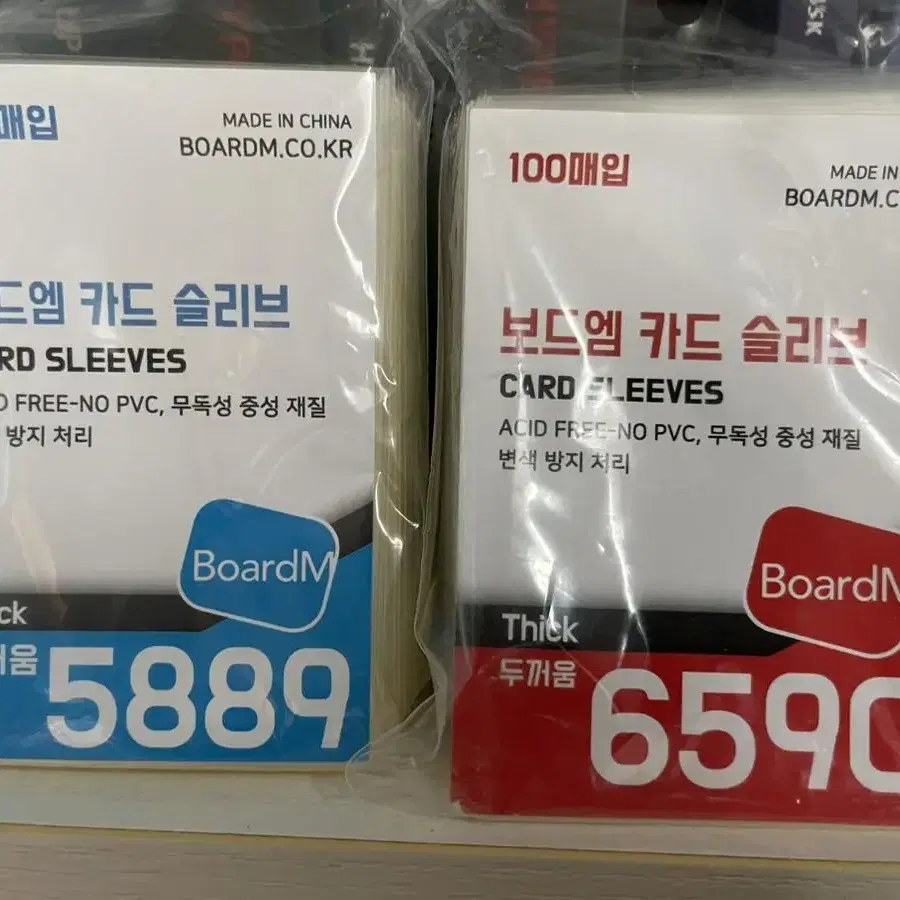 매입
MADE IN CHINA
BOARDM.CO.KR
드엠 카드 슬리브
RD SLEEVES
FREE-NO PVC, 무독성 중성 재질
방지 처리
BoardM
ck
움
5889
100매입
MADE IN
BOARDM.C
보드엠 카드 슬리브
CARD SLEEVES
ACID FREE-NO PVC, 무독성 중성 재질
변색 방지 처리
BoardM
Thick
두꺼움
6590